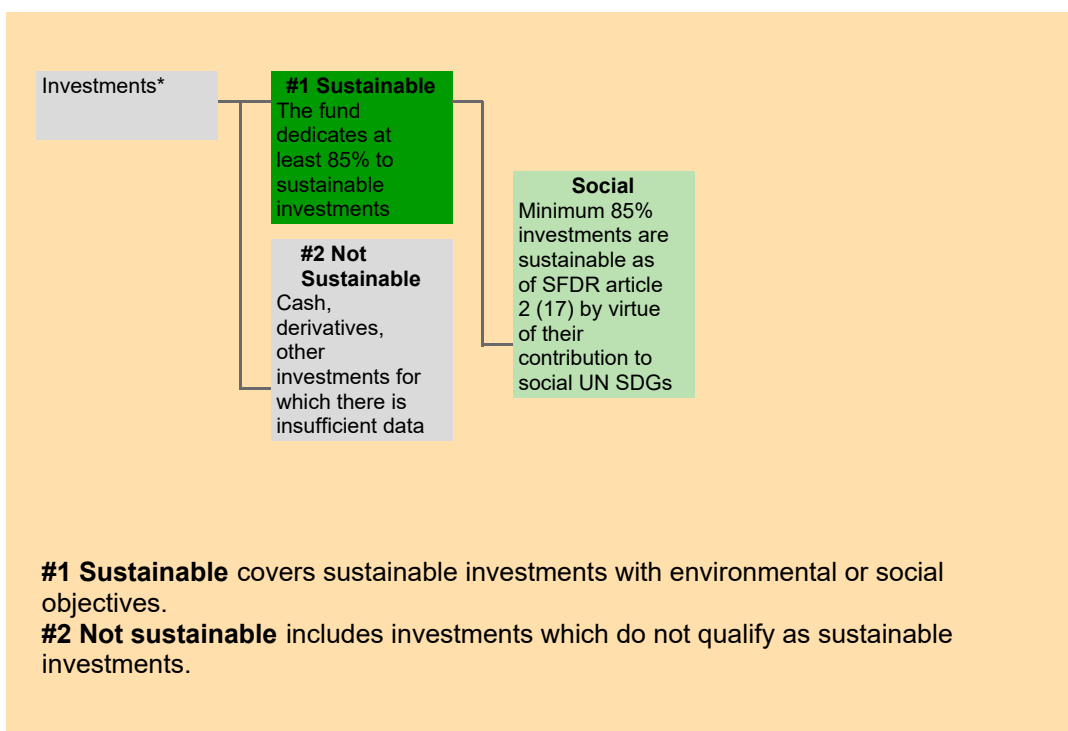 Investments*
#1 Sustainable
The fund
dedicates at
least 85% to
sustainable
investments
#2 Not
Sustainable
Cash,
derivatives,
other
investments for
which there is
insufficient data
Social
Minimum 85%
investments are
sustainable as
of SFDR article
2 (17) by virtue
of their
contribution to
social UN SDGs
#1 Sustainable covers sustainable investments with environmental or social
objectives.
#2 Not sustainable includes investments which do not qualify as sustainable
investments.